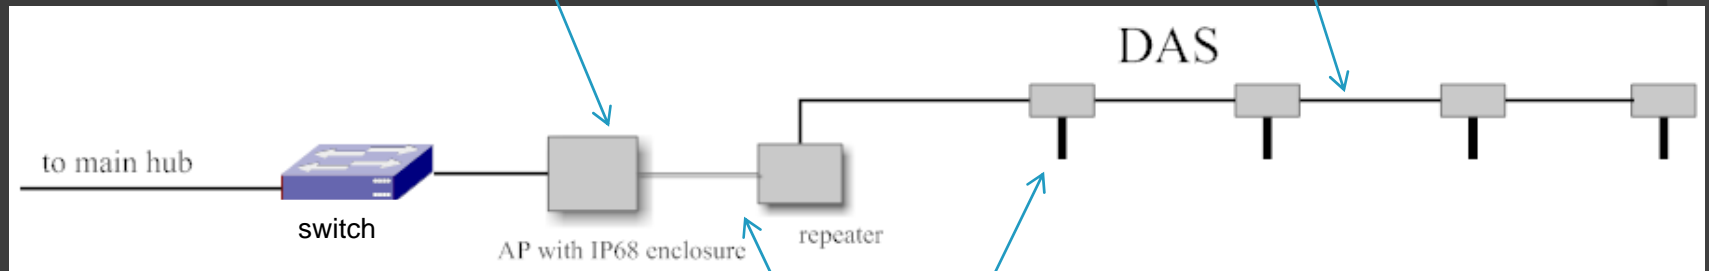 DAS
to main hub
switch
AP with IP68 enclosure
repeater